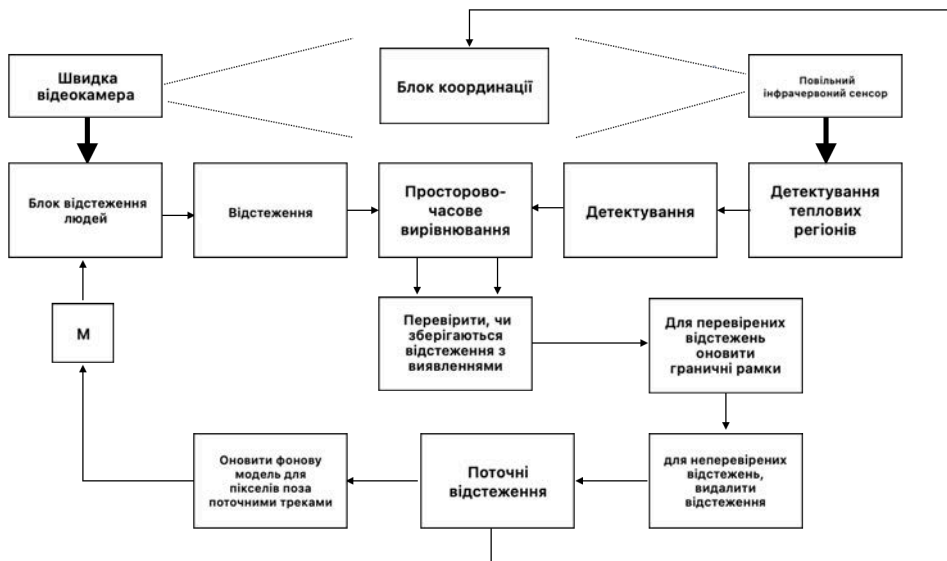 Швидка
відеокамера
Блок координації
Повільний
інфрачервоний сенсор
Блок відстеження
людей
Відстеження
Просторово-
часове
вирівнювання
Детектування
Детектування
теплових
регіонів
М
Перевірити, чи
зберігаються
відстеження з
виявленнями
Для перевірених
відстежень
оновити
граничні рамки
Оновити фонову
модель для
пікселів поза
поточними треками
Поточні
відстеження
для неперевірених
відстежень,
видалити
відстеження